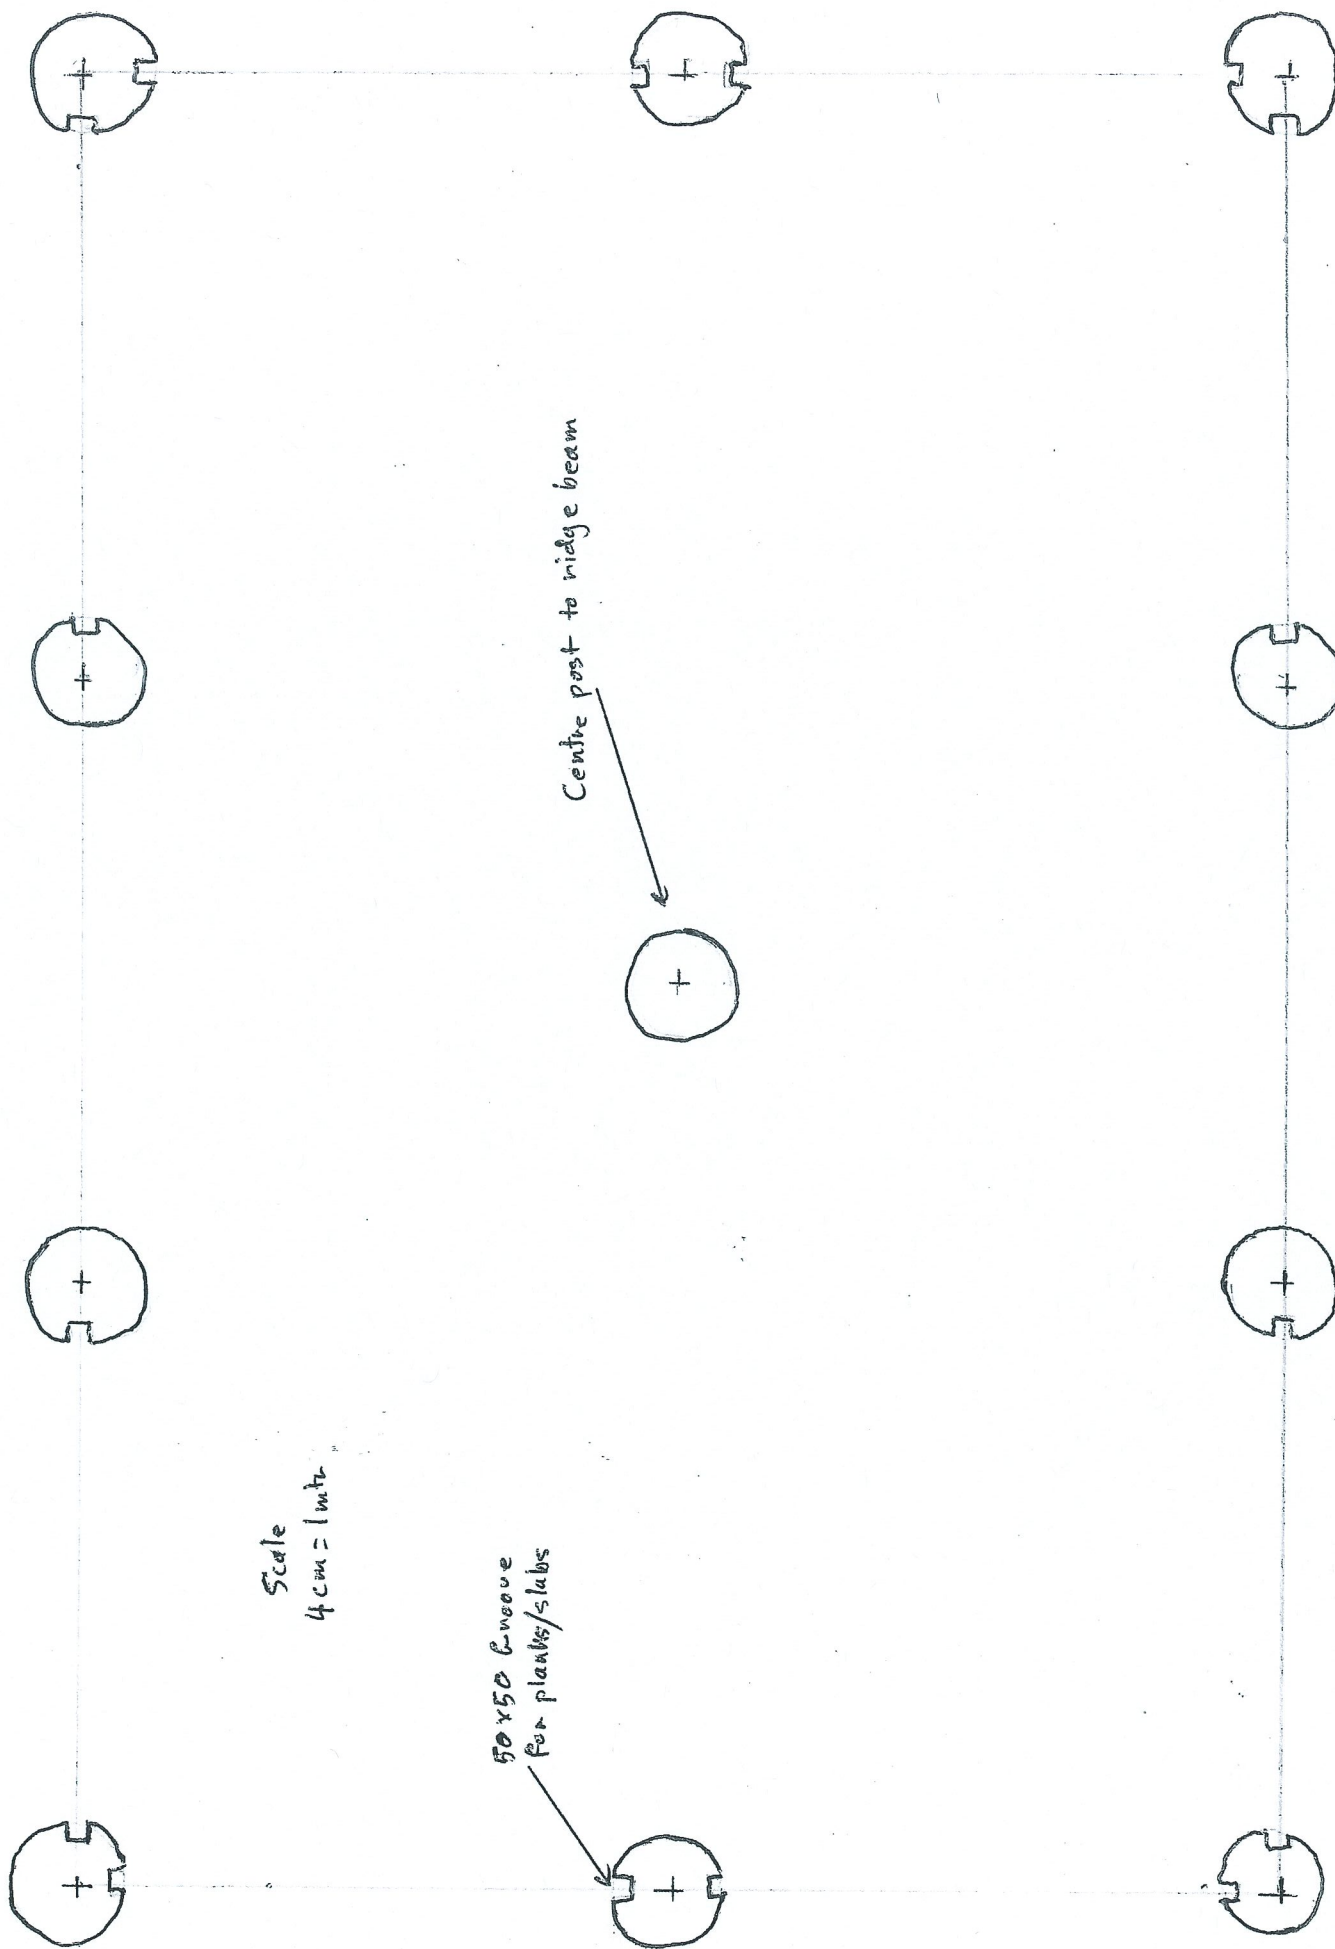 Scale
4cm = 1mtr
50x50 Groove
for planks/slabs
Centre post to ridge beam